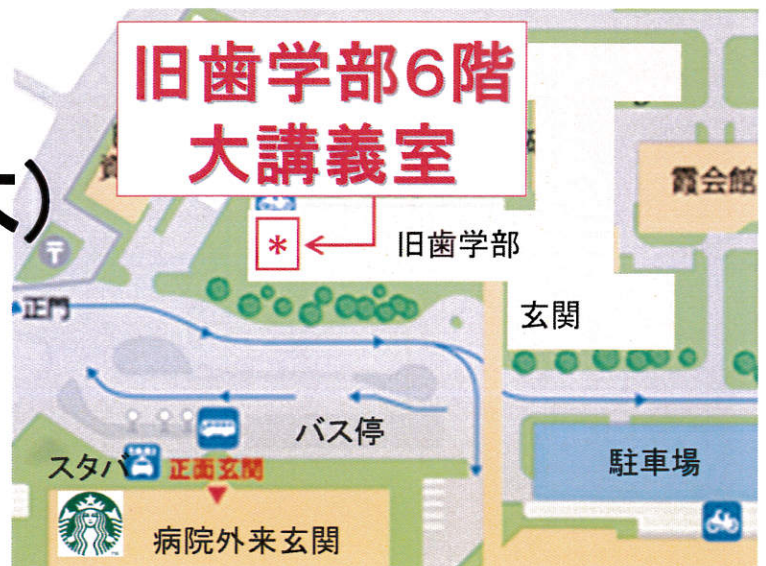 旧歯学部6階
大講義室
霞会館
旧歯学部
正門
玄関
バス停
スタバ
正面玄関
駐車場
病院外来玄関